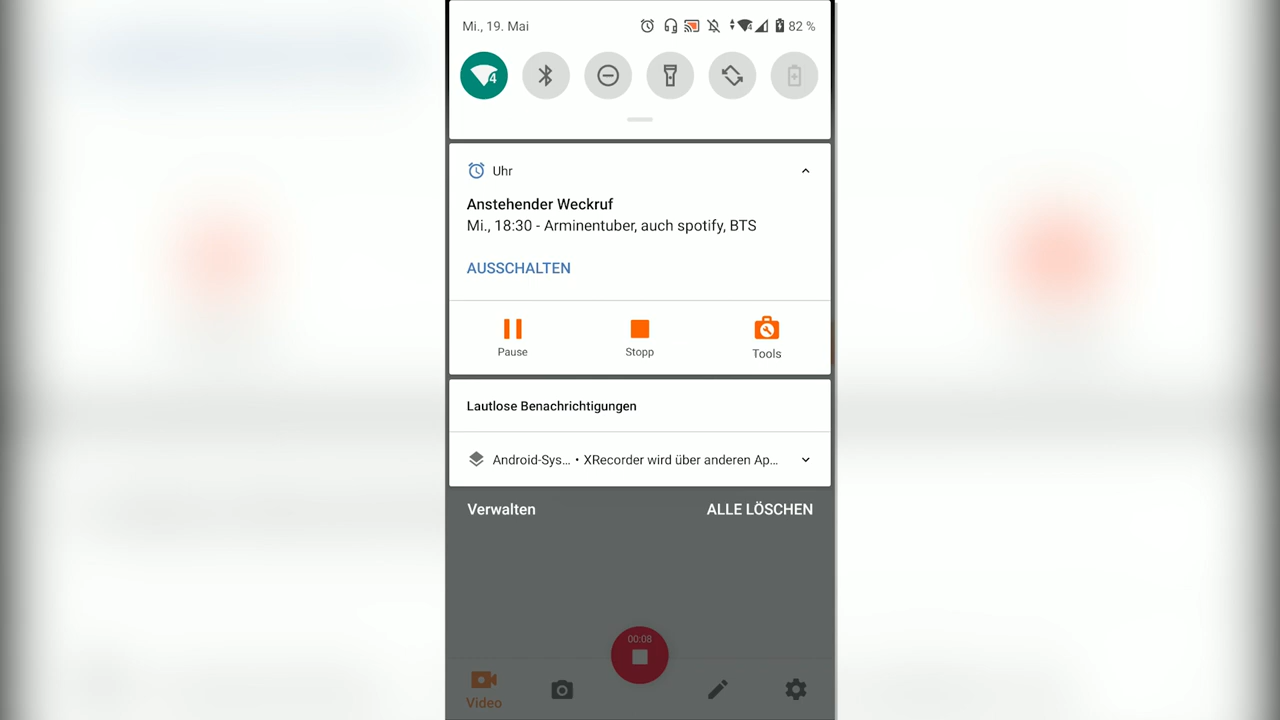 Mi., 19. Mai
82 %
4
Uhr
Anstehender Weckruf
Mi., 18:30 - Arminentuber, auch spotify, BTS
AUSSCHALTEN
Pause
Stopp
Tools
Lautlose Benachrichtigungen
Android-Sys… • XRecorder wird über anderen Ap…
Verwalten
ALLE LÖSCHEN
00:08
Video